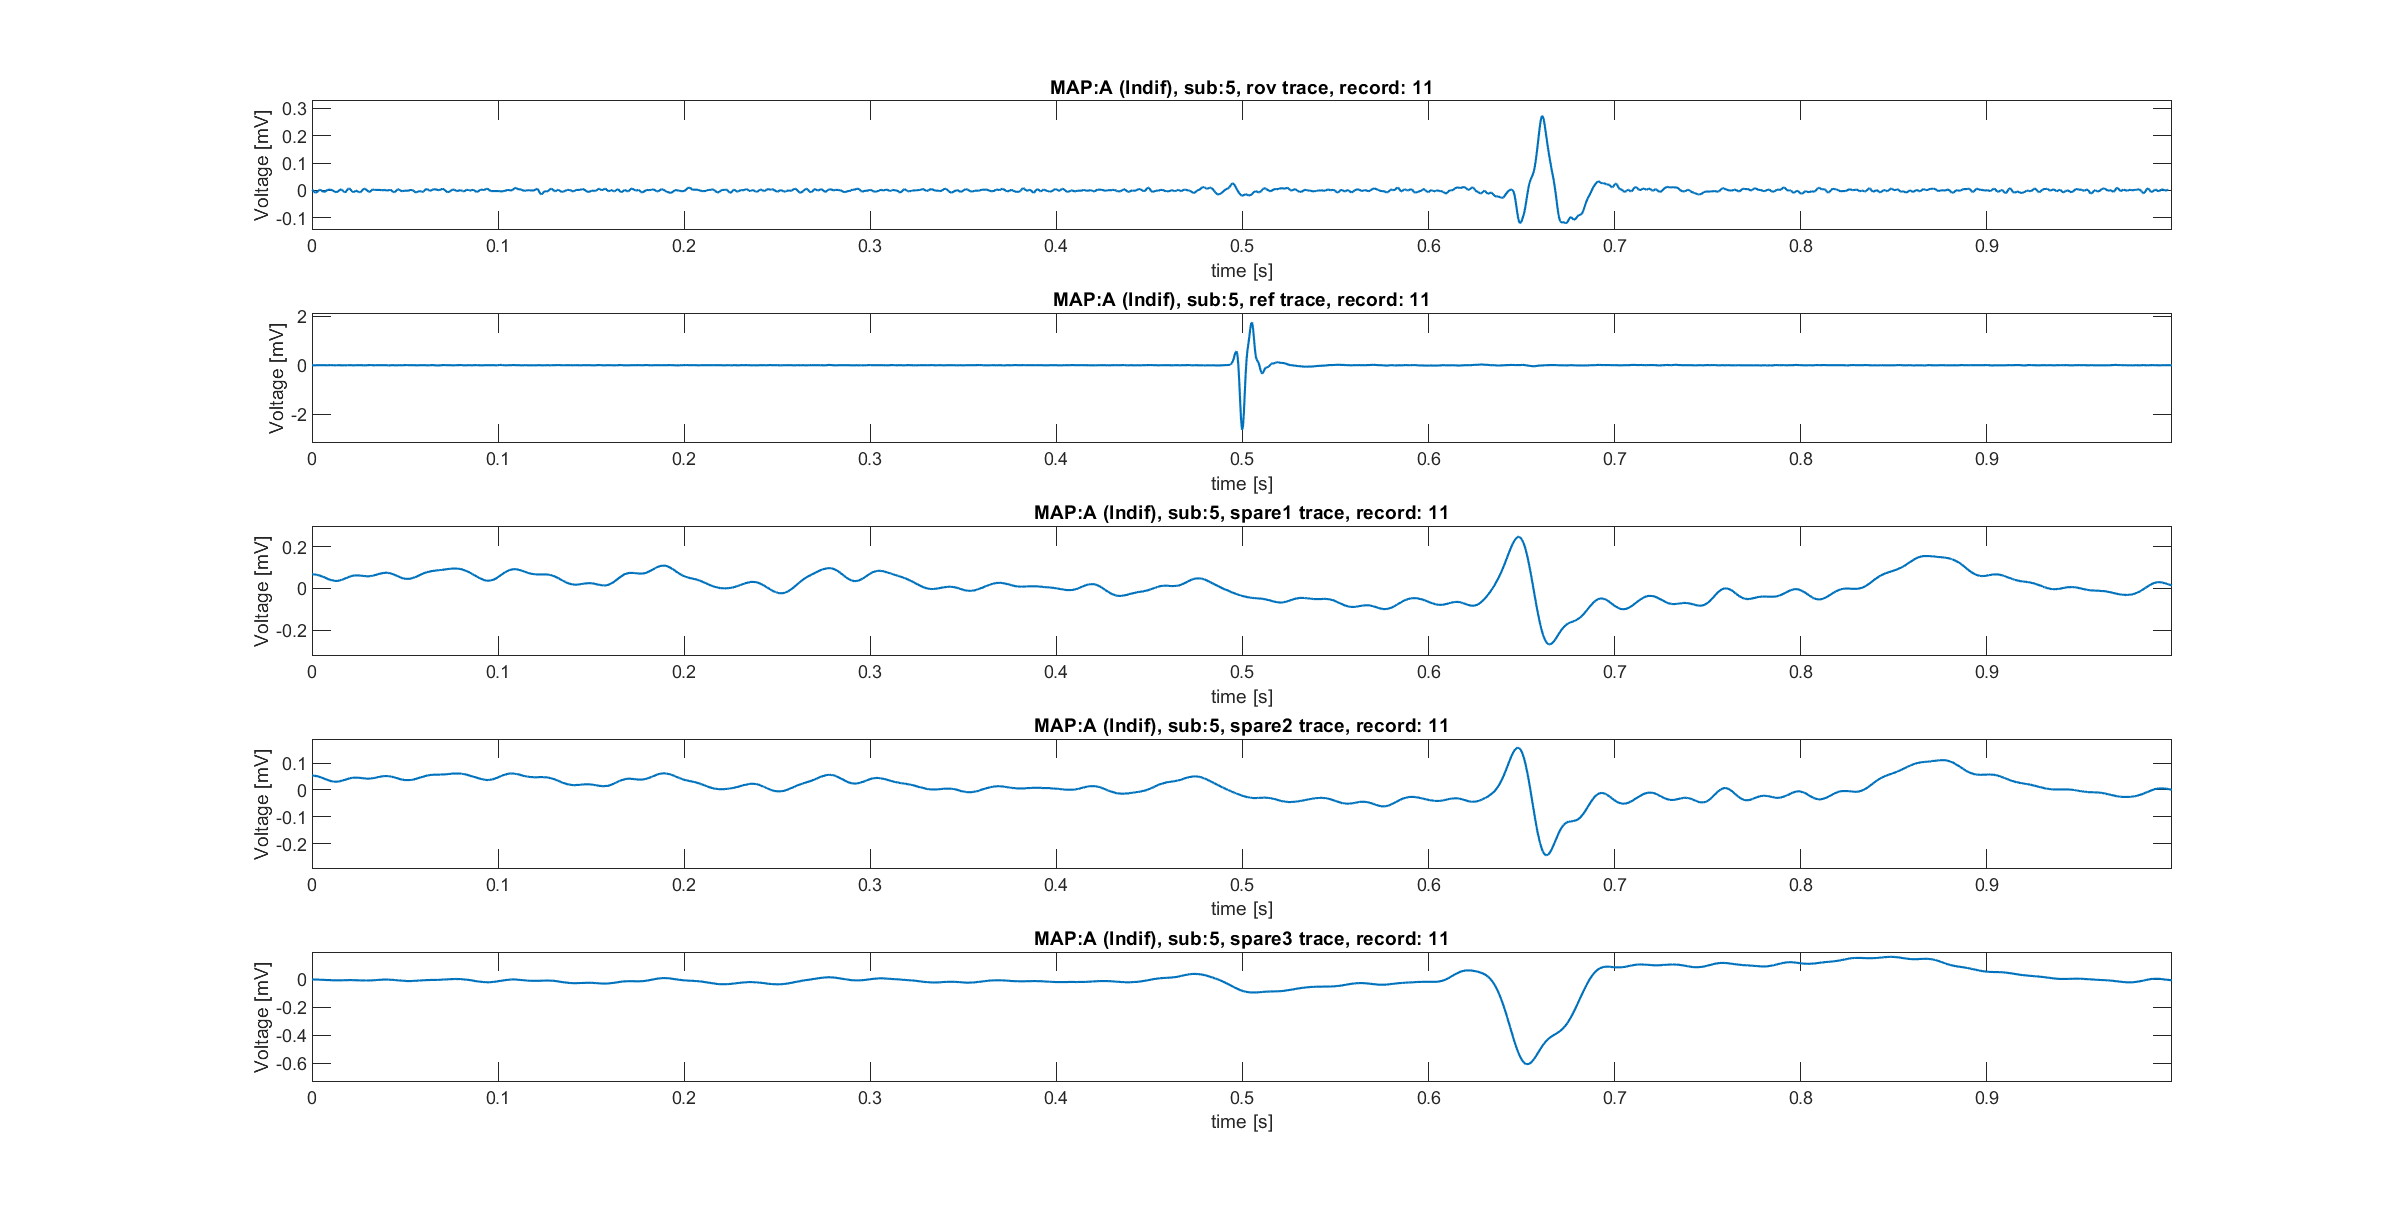 MAP:A (Indif), sub:5, rov trace, record: 11
Voltage [mV]
0.3
0.2
0.1
0
-0.1
0 0.1 0.2 0.3 0.4 0.5 0.6 0.7 0.8 0.9
time [s]
MAP:A (Indif), sub:5, ref trace, record: 11
Voltage [mV]
2
0
-2
0 0.1 0.2 0.3 0.4 0.5 0.6 0.7 0.8 0.9
time [s]
MAP:A (Indif), sub:5, spare1 trace, record: 11
Voltage [mV]
0.2
0
-0.2
0 0.1 0.2 0.3 0.4 0.5 0.6 0.7 0.8 0.9
time [s]
MAP:A (Indif), sub:5, spare2 trace, record: 11
Voltage [mV]
0.1
0
-0.1
-0.2
0 0.1 0.2 0.3 0.4 0.5 0.6 0.7 0.8 0.9
time [s]
MAP:A (Indif), sub:5, spare3 trace, record: 11
Voltage [mV]
0
-0.2
-0.4
-0.6
0 0.1 0.2 0.3 0.4 0.5 0.6 0.7 0.8 0.9
time [s]